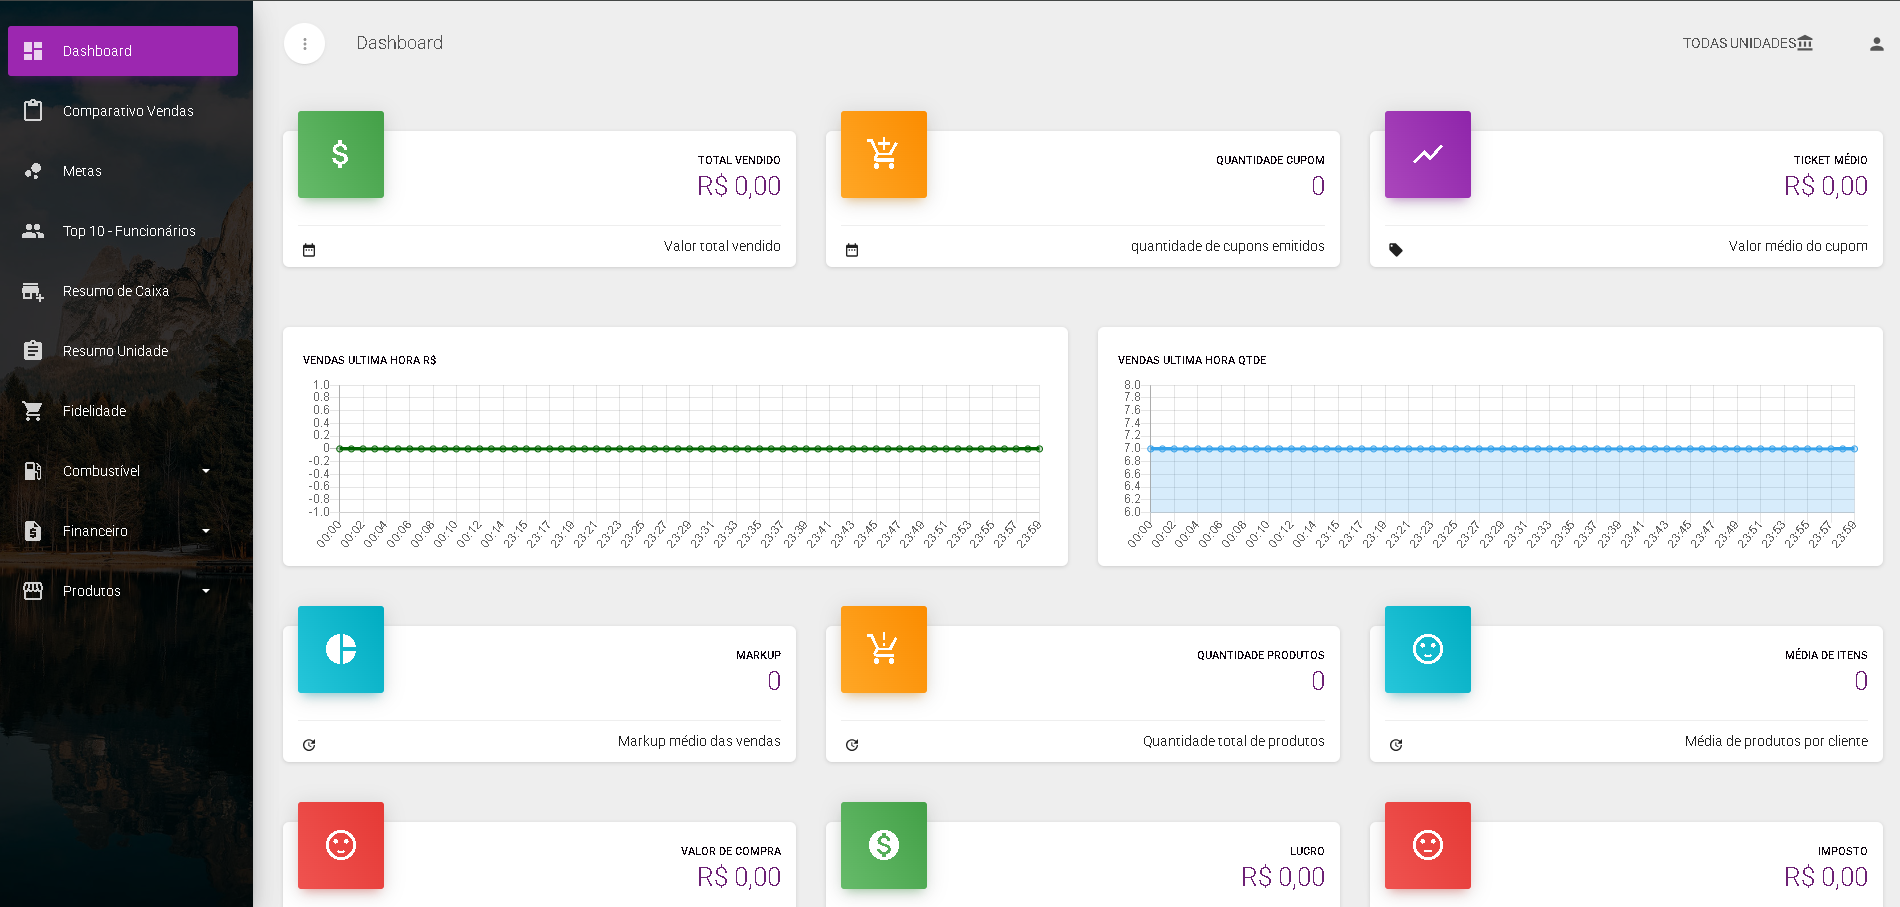 Dashboard
Comparativo Vendas
Metas
Top 10 - Funcionários
Resumo de Caixa
Resumo Unidade
Fidelidade
Combustível
Financeiro
Produtos
Dashboard
TODAS UNIDADES
TOTAL VENDIDO
R$ 0,00
Valor total vendido
QUANTIDADE CUPOM
0
quantidade de cupons emitidos
TICKET MÉDIO
R$ 0,00
Valor médio do cupom
VENDAS ULTIMA HORA R$
1.0
0.8
0.6
0.4
0.2
0
-0.2
-0.4
-0.6
-0.8
-1.0
00:00 00:02 00:04 00:06 00:08 00:10 00:12 00:14 23:15 23:17 23:19 23:21 23:23 23:25 23:27 23:29 23:31 23:33 23:35 23:37 23:39 23:41 23:43 23:45 23:47 23:49 23:51 23:53 23:55 23:57 23:59
VENDAS ULTIMA HORA QTDE
8.0
7.8
7.6
7.4
7.2
7.0
6.8
6.6
6.4
6.2
6.0
00:00 00:02 00:04 00:06 00:08 00:10 00:12 00:14 23:15 23:17 23:19 23:21 23:23 23:25 23:27 23:29 23:31 23:33 23:35 23:37 23:39 23:41 23:43 23:45 23:47 23:49 23:51 23:53 23:55 23:57 23:59
MARKUP
0
Markup médio das vendas
QUANTIDADE PRODUTOS
0
Quantidade total de produtos
MÉDIA DE ITENS
0
Média de produtos por cliente
VALOR DE COMPRA
R$ 0,00
LUCRO
R$ 0,00
IMPOSTO
R$ 0,00